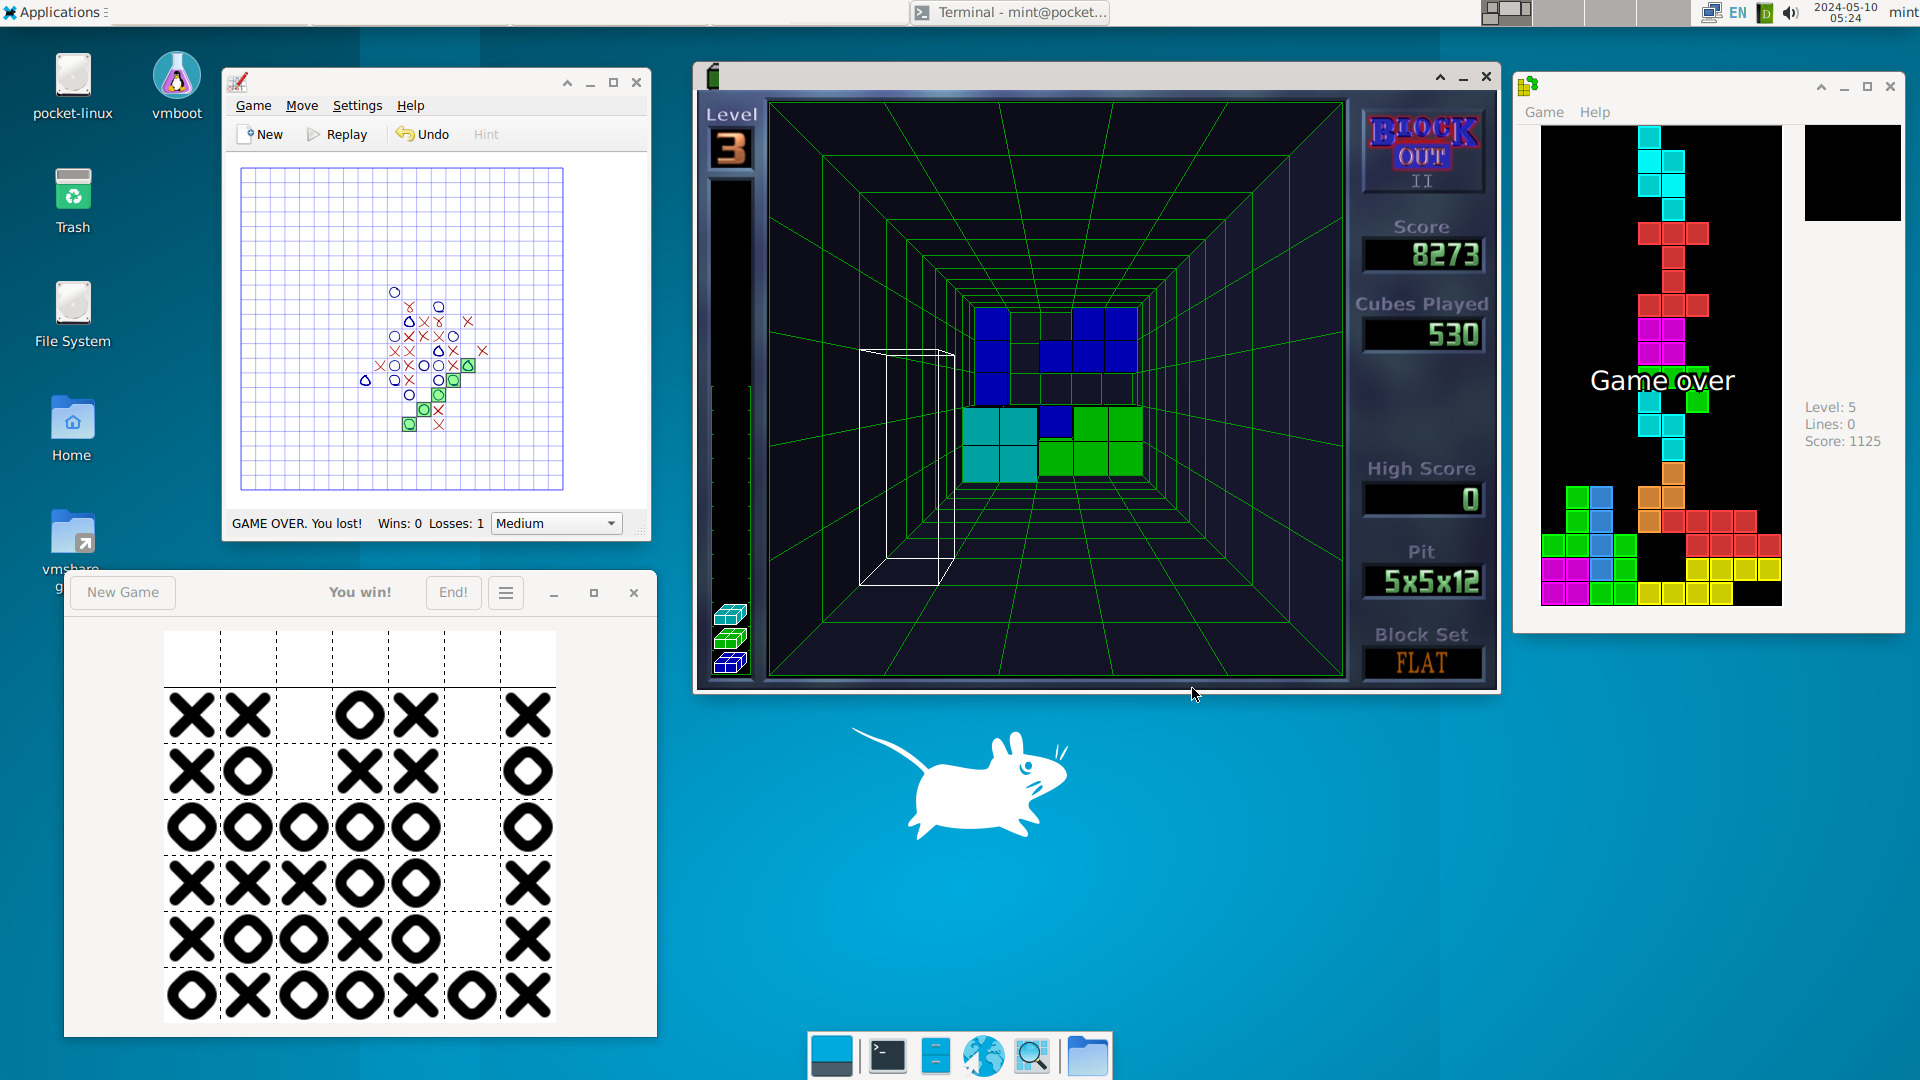 Applications
Terminal - mint@pocket...
EN
2024-05-10
05:24
mint
pocket-linux
vmboot
Trash
File System
Home
Game Move Settings Help
New Replay Undo Hint
GAME OVER. You lost! Wins: 0 Losses: 1 Medium
New Game You win! End!
X X O X X
X O X X O
O O O O O O
X X X O O X
X O O X O X
O X O O X O X
Level
3
BLOCK
OUT
II
Score
8273
Cubes Played
530
High Score
0
Pit
5x5x12
Block Set
FLAT
Game Help
Game over
Level: 5
Lines: 0
Score: 1125